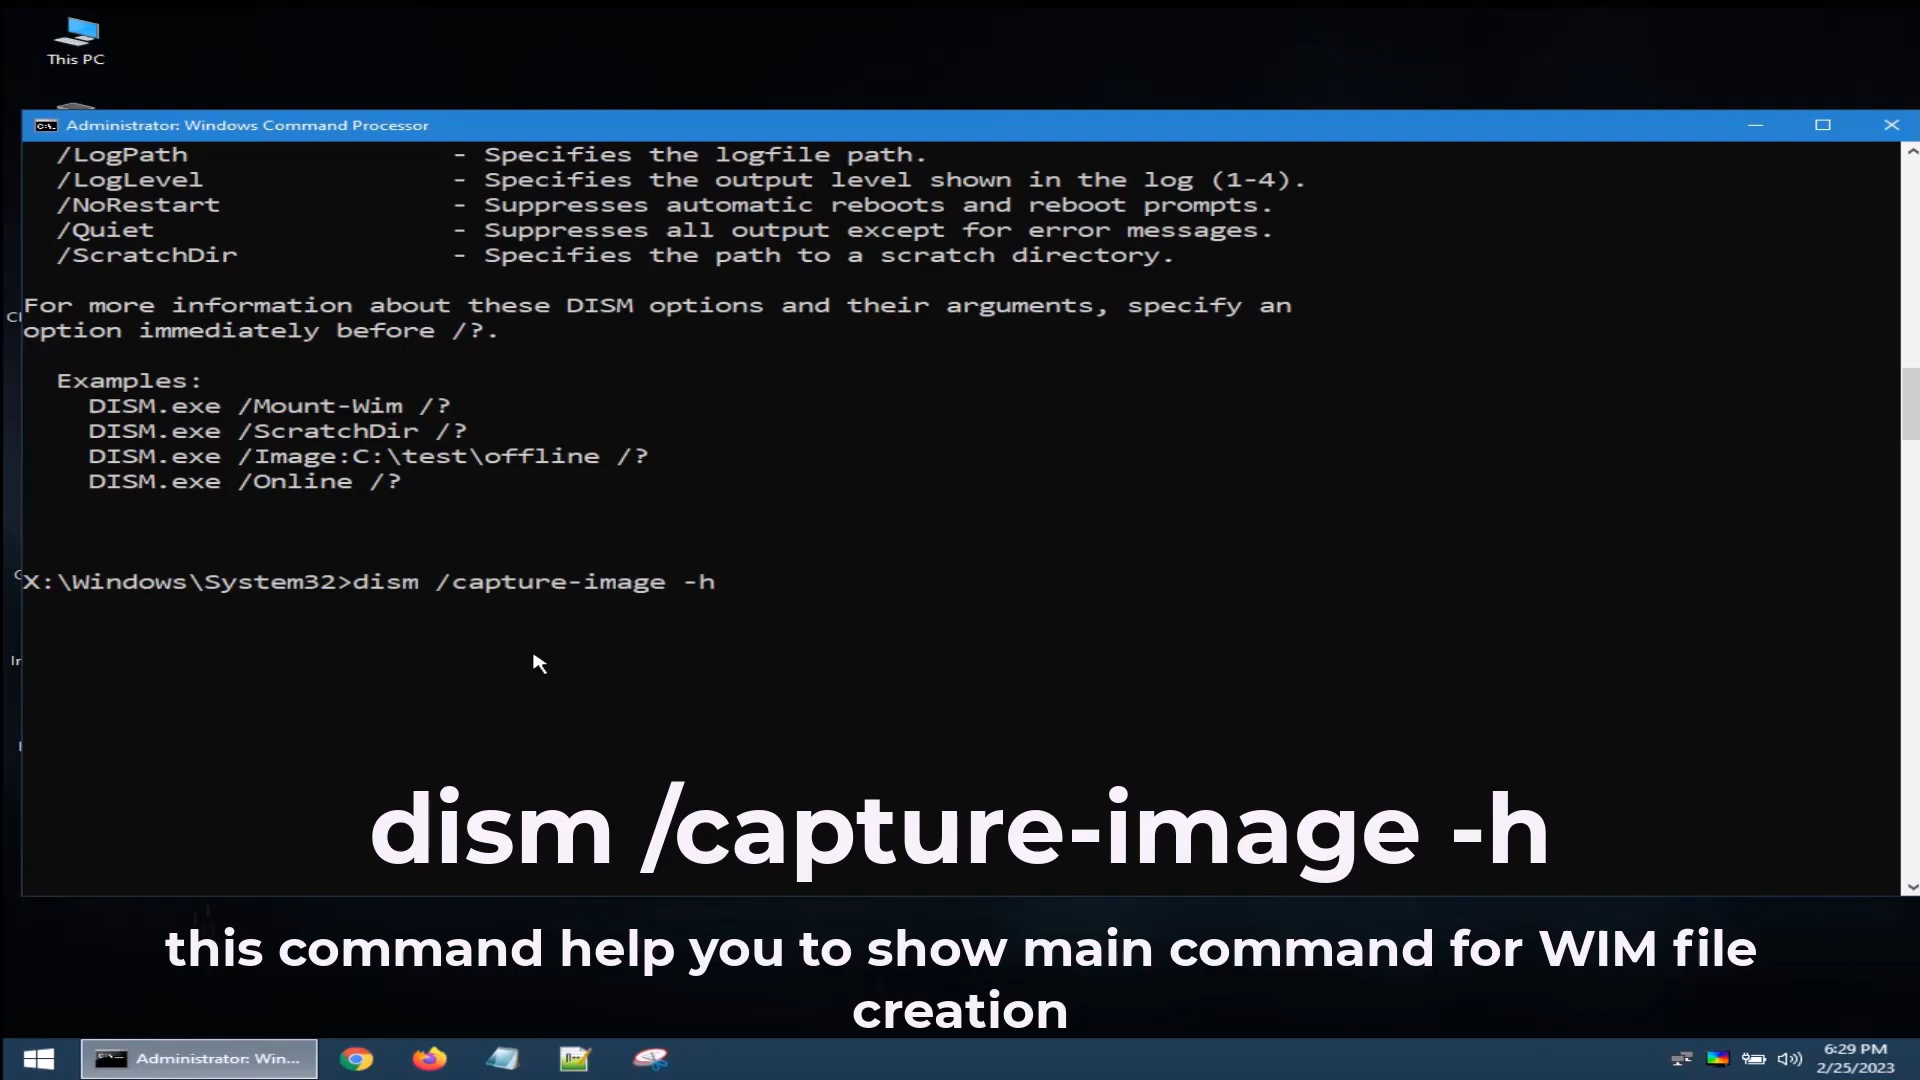 This PC
Administrator: Windows Command Processor
/LogPath - Specifies the logfile path.
/LogLevel - Specifies the output level shown in the log (1-4).
/NoRestart - Suppresses automatic reboots and reboot prompts.
/Quiet - Suppresses all output except for error messages.
/ScratchDir - Specifies the path to a scratch directory.
For more information about these DISM options and their arguments, specify an
option immediately before /?.
Examples:
DISM.exe /Mount-Wim /?
DISM.exe /ScratchDir /?
DISM.exe /Image:C:\test\offline /?
DISM.exe /Online /?
X:\Windows\System32>dism /capture-image -h
dism /capture-image -h
this command help you to show main command for WIM file
creation
Administrator: Win...
6:29 PM
2/25/2023